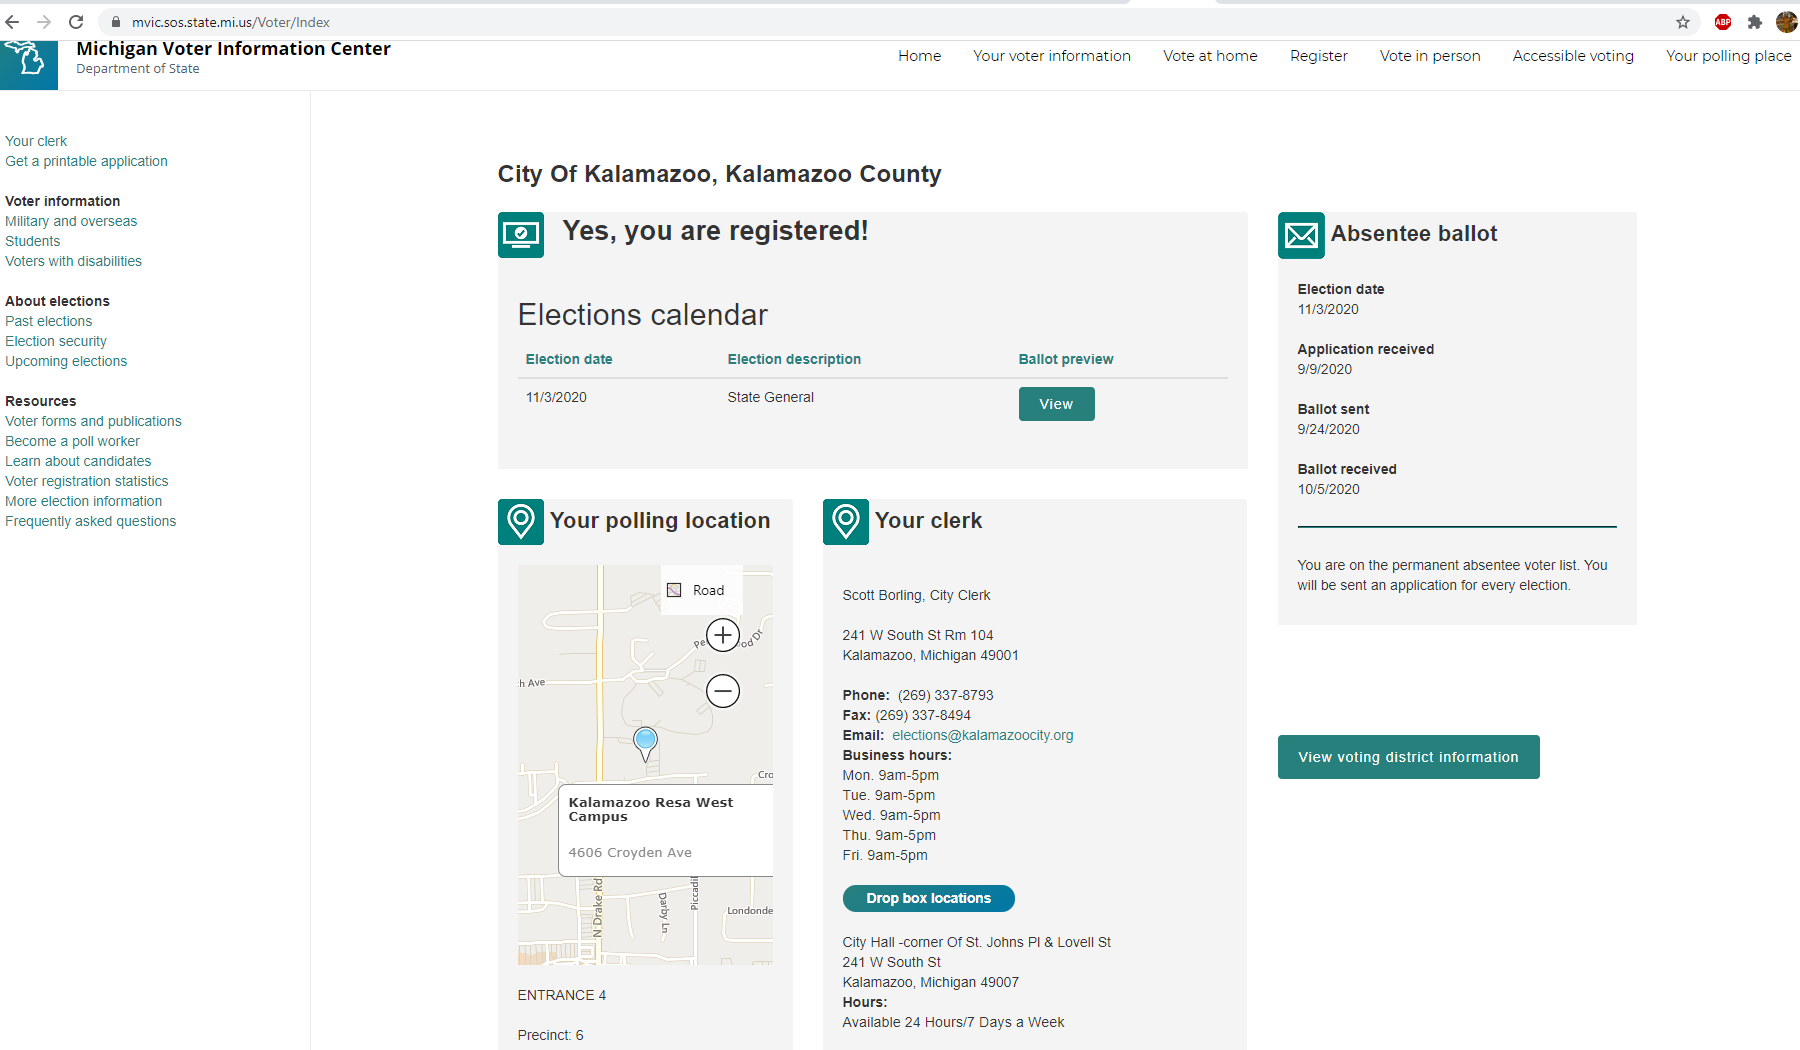 mvic.sos.state.mi.us/Voter/Index
ABP
Michigan Voter Information Center
Department of State
Home
Your voter information
Vote at home
Register
Vote in person
Accessible voting
Your polling place
Your clerk
Get a printable application
Voter information
Military and overseas
Students
Voters with disabilities
About elections
Past elections
Election security
Upcoming elections
Resources
Voter forms and publications
Become a poll worker
Learn about candidates
Voter registration statistics
More election information
Frequently asked questions
City Of Kalamazoo, Kalamazoo County
Yes, you are registered!
Elections calendar
Election date Election description Ballot preview
11/3/2020 State General View
Your polling location
Road
h Ave
Cro
Kalamazoo Resa West
Campus
4606 Croyden Ave
N Drake Rd
Darby Ln
Piccadil
Londonde
ENTRANCE 4
Precinct: 6
Your clerk
Scott Borling, City Clerk
241 W South St Rm 104
Kalamazoo, Michigan 49001
Phone: (269) 337-8793
Fax: (269) 337-8494
Email: elections@kalamazoocity.org
Business hours:
Mon. 9am-5pm
Tue. 9am-5pm
Wed. 9am-5pm
Thu. 9am-5pm
Fri. 9am-5pm
Drop box locations
City Hall -corner Of St. Johns Pl & Lovell St
241 W South St
Kalamazoo, Michigan 49007
Hours:
Available 24 Hours/7 Days a Week
Absentee ballot
Election date
11/3/2020
Application received
9/9/2020
Ballot sent
9/24/2020
Ballot received
10/5/2020
You are on the permanent absentee voter list. You
will be sent an application for every election.
View voting district information